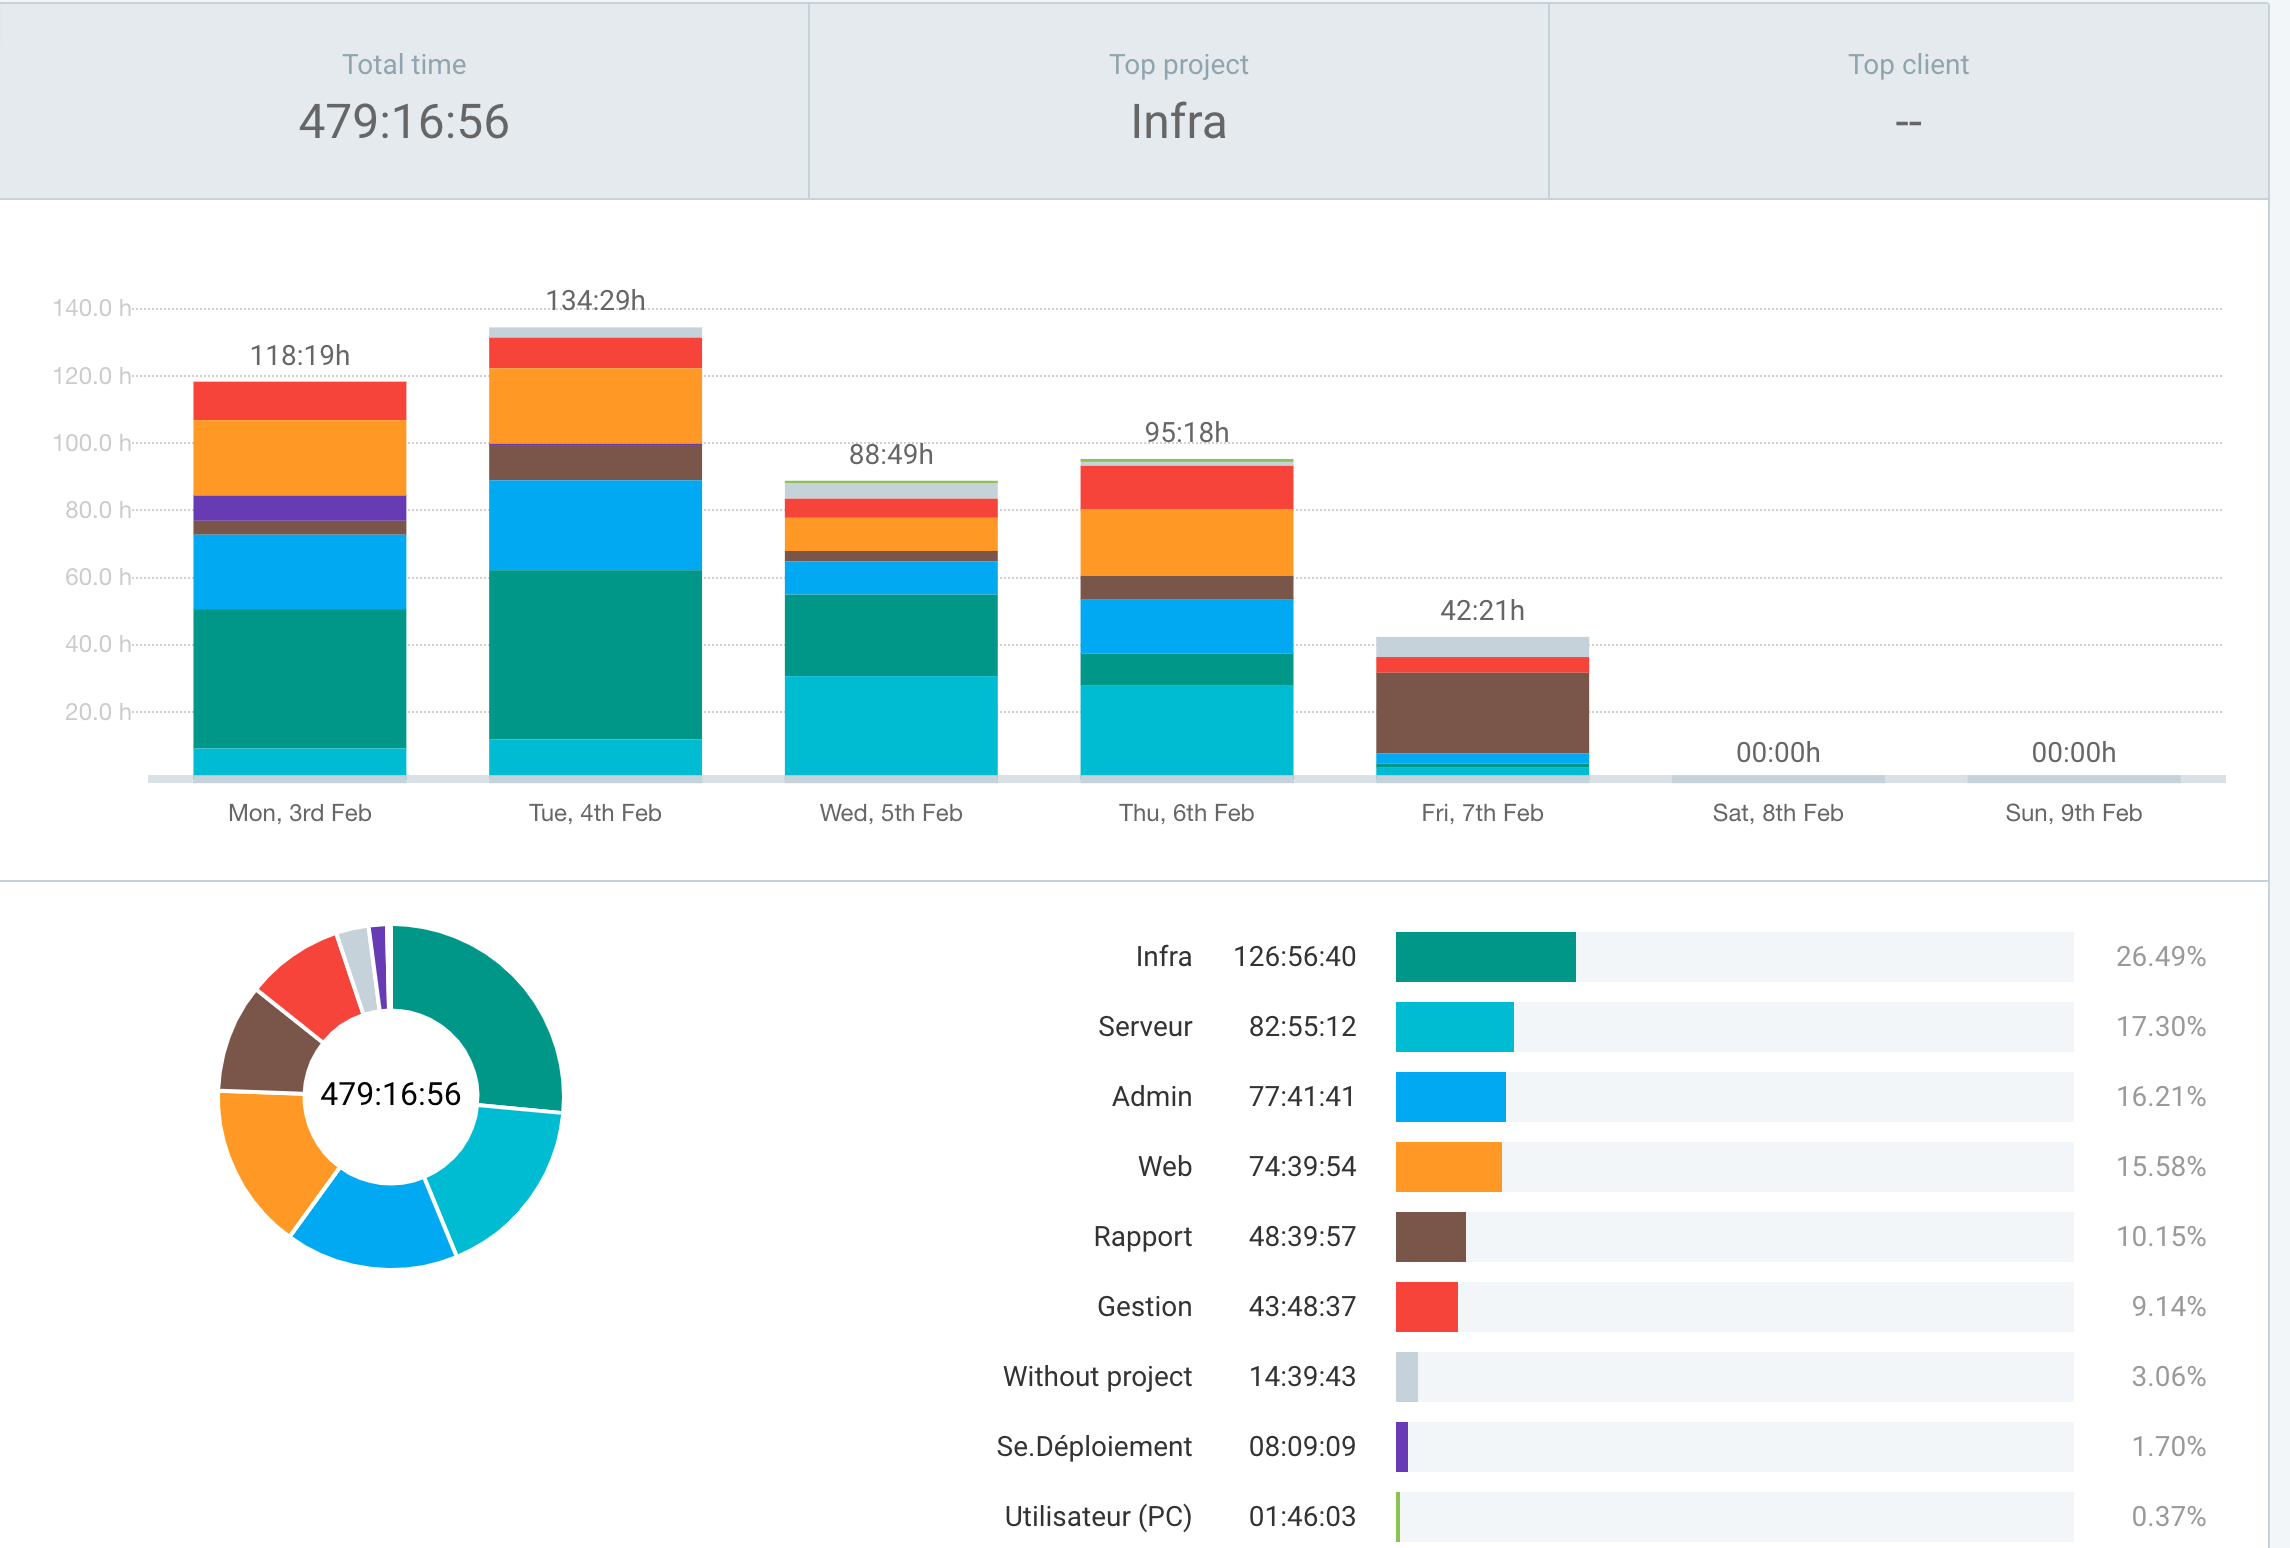 Total time
479:16:56
Top project
Infra
Top client
--
140.0 h
120.0 h
100.0 h
80.0 h
60.0 h
40.0 h
20.0 h
118:19h
134:29h
88:49h
95:18h
42:21h
00:00h
00:00h
Mon, 3rd Feb
Tue, 4th Feb
Wed, 5th Feb
Thu, 6th Feb
Fri, 7th Feb
Sat, 8th Feb
Sun, 9th Feb
479:16:56
Infra 126:56:40 26.49%
Serveur 82:55:12 17.30%
Admin 77:41:41 16.21%
Web 74:39:54 15.58%
Rapport 48:39:57 10.15%
Gestion 43:48:37 9.14%
Without project 14:39:43 3.06%
Se.Déploiement 08:09:09 1.70%
Utilisateur (PC) 01:46:03 0.37%